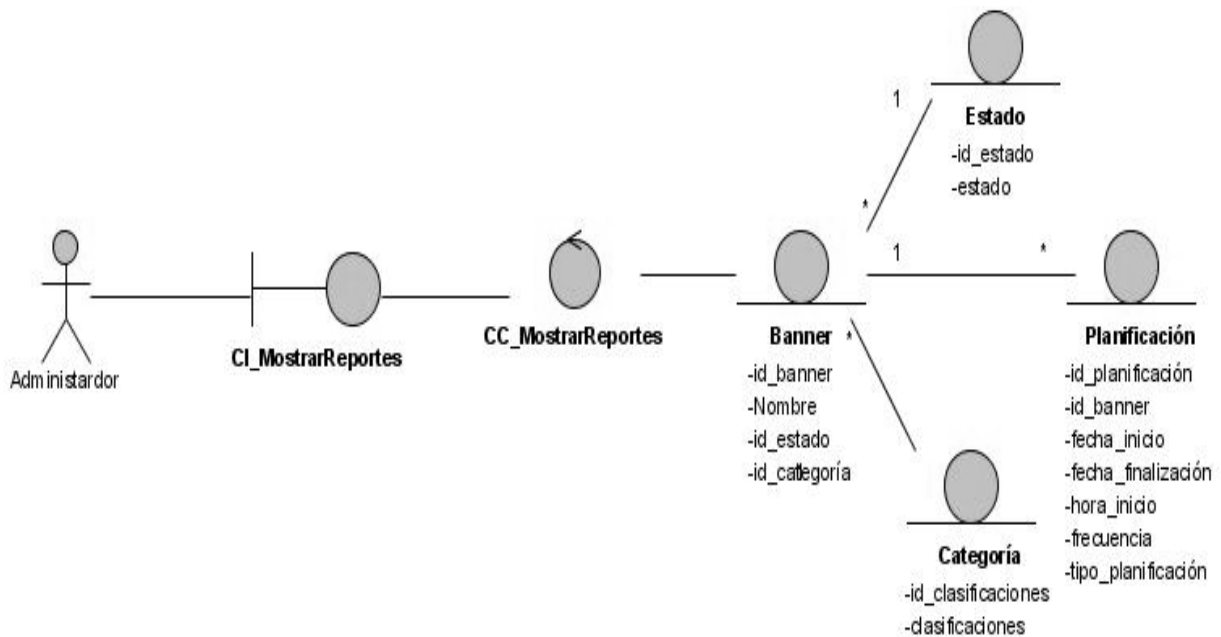 1
Estado
-id_estado
-estado
*
1
*
Administardor
CI_MostrarReportes
CC_MostrarReportes
Banner
*
-id_banner
-Nombre
-id_estado
-id_categoría
Planificación
-id_planificación
-id_banner
-fecha_inicio
-fecha_finalización
-hora_inicio
-frecuencia
-tipo_planificación
Categoría
-id_clasificaciones
-clasificaciones